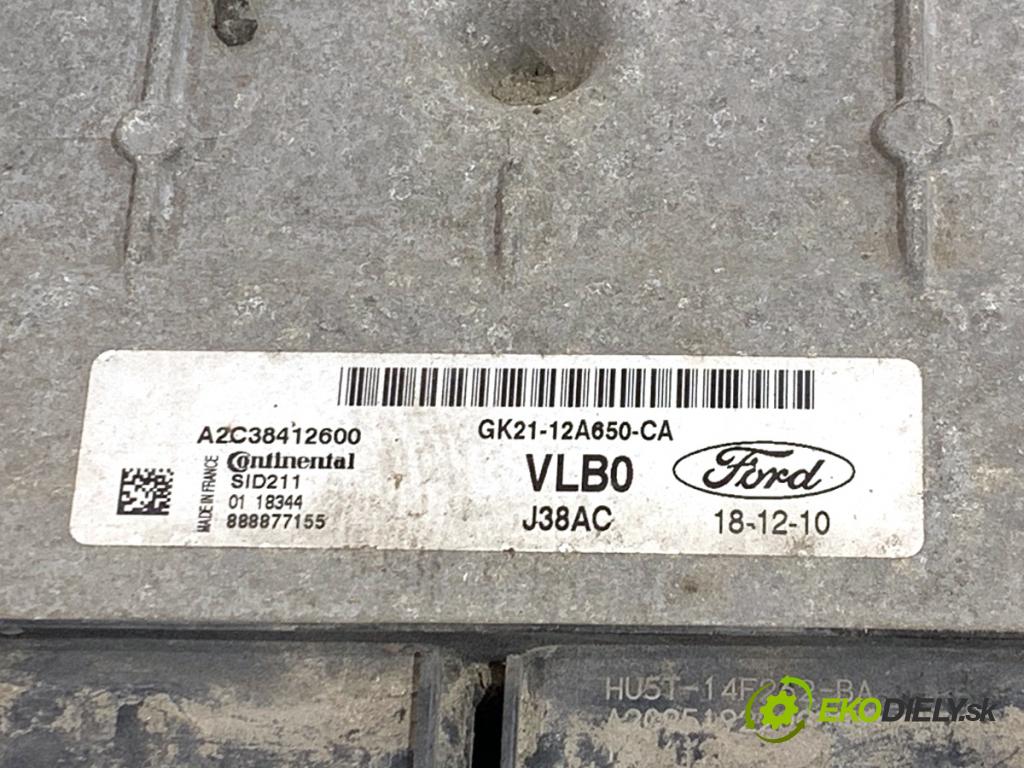 A2C38412600
Continental
SID211
01 18344
888877155
MADE IN FRANCE
GK21-12A650-CA
VLB0
J38AC
Ford
18-12-10
EKODIELY.sk